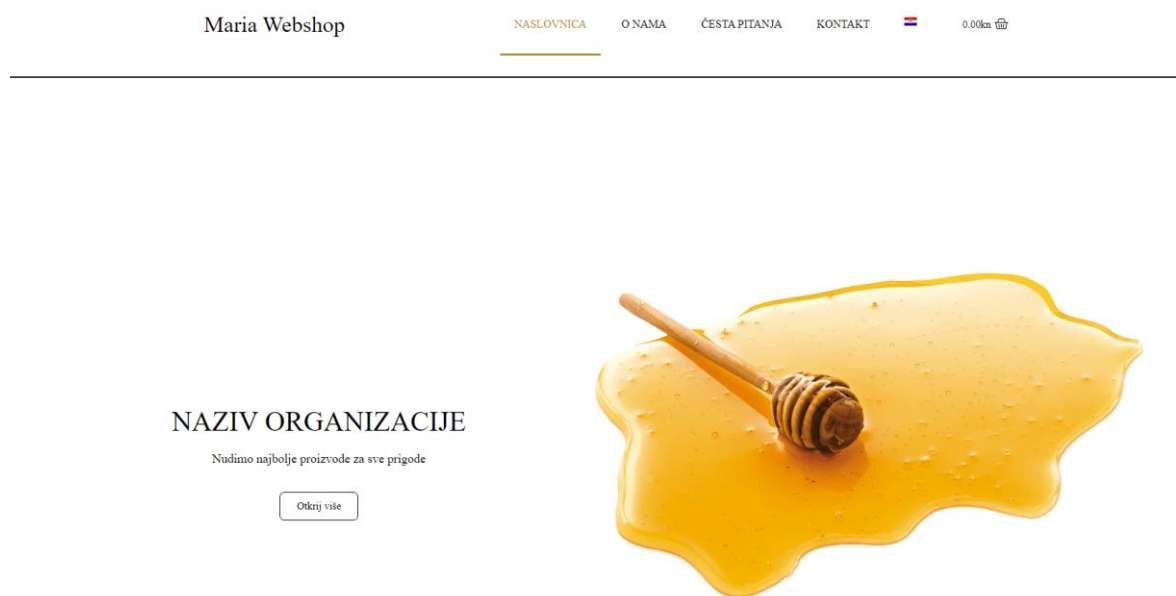 Maria Webshop
NASLOVNICA O NAMA ČESTA PITANJA KONTAKT 0.00kn
NAZIV ORGANIZACIJE
Nudimo najbolje proizvode za sve prigode
Otkrij više